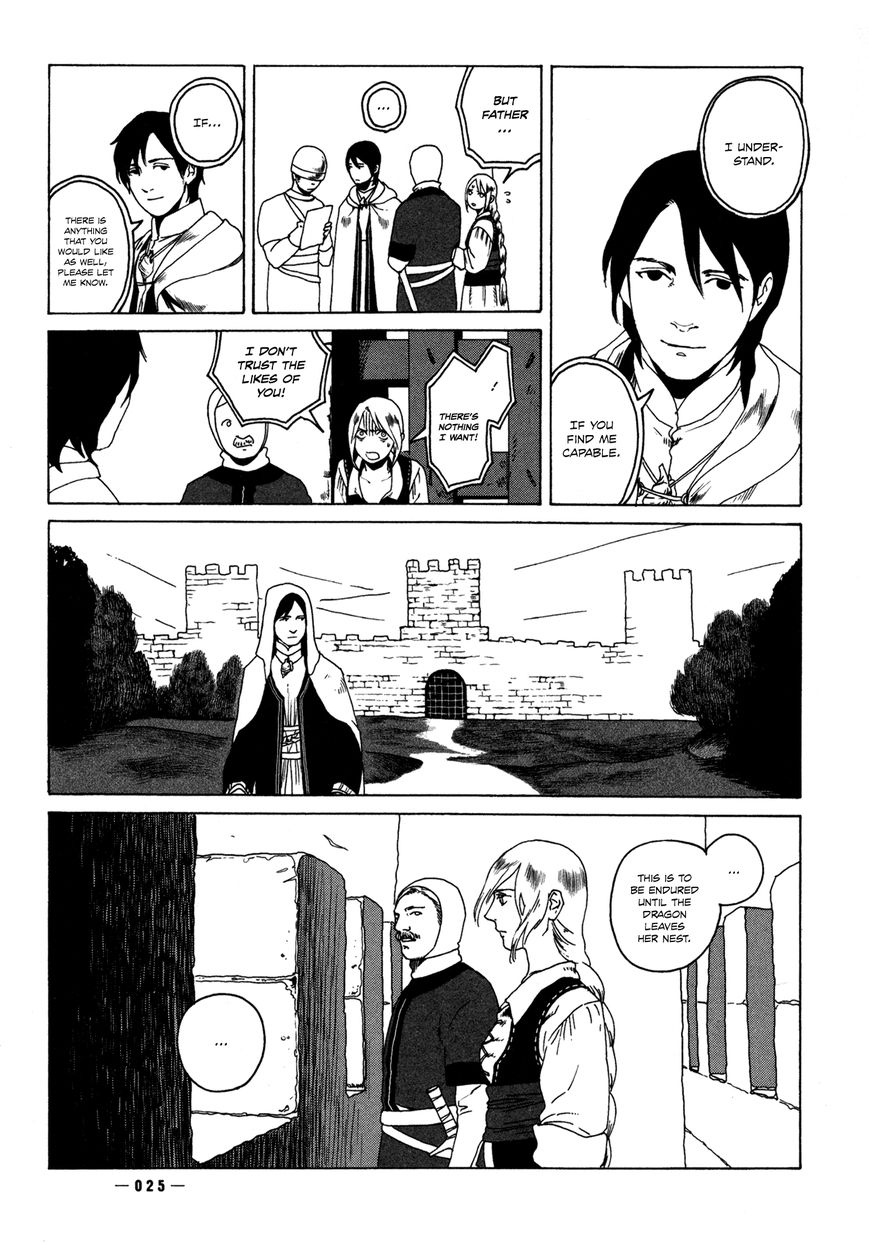 I UNDER-
STAND.
IF YOU
FIND ME
CAPABLE.
BUT
FATHER
...
...
IF...
THERE IS
ANYTHING
THAT YOU
WOULD LIKE
AS WELL,
PLEASE LET
ME KNOW.
THERE'S
NOTHING
I WANT!
I DON'T
TRUST THE
LIKES OF
YOU!
...
THIS IS TO
BE ENDURED
UNTIL THE
DRAGON
LEAVES
HER NEST.
...
—025—